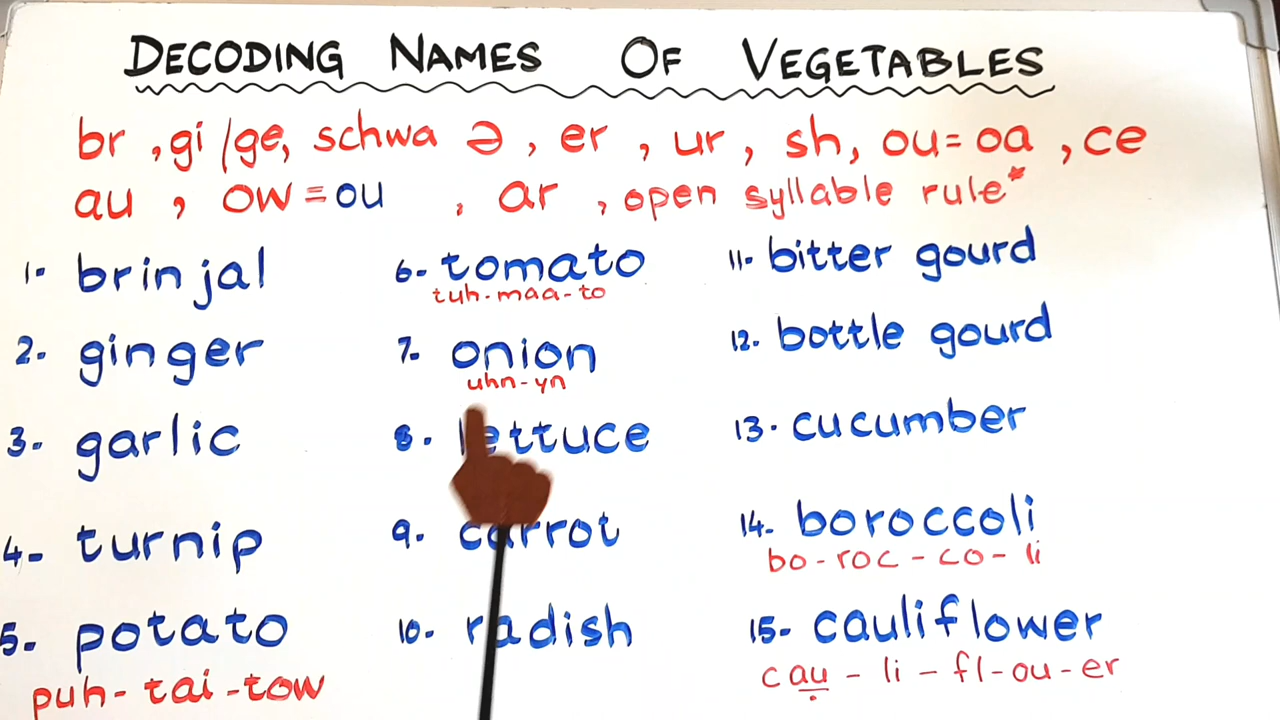 DECODING NAMES OF VEGETABLES
br , gi /ge, schwa ə , er , ur , sh, ou=oa , ce
au , ow=ou , ar , open syllable rule*
1. brinjal
2. ginger
3. garlic
4. turnip
5. potato
puh-tai-tow
6. tomato
tuh-maa-to
7. onion
uhn-yn
8. lettuce
9. carrot
10. radish
11. bitter gourd
12. bottle gourd
13. cucumber
14. boroccoli
bo-roc-co-li
15. cauliflower
cau-li-fl-ou-er